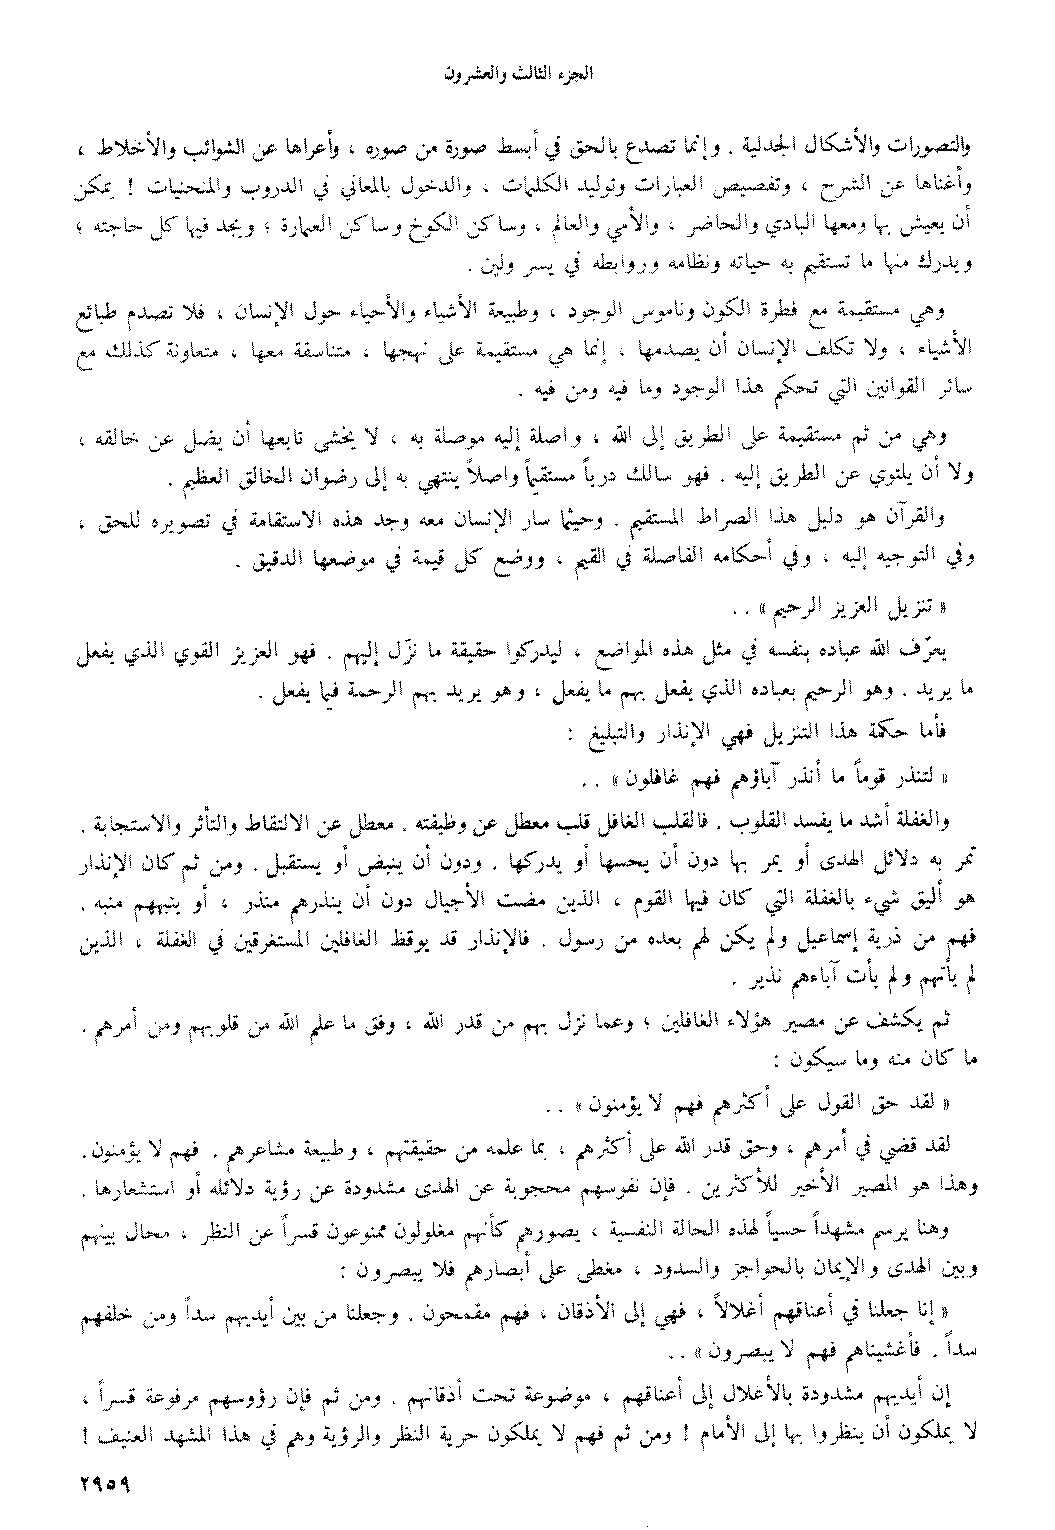 الجزء الثالث والعشرون
والتصورات والأشكال الجدلية . وإنما تصدع بالحق في أبسط صورة من صوره ، وأعراها عن الشوائب والأخلاط ،
وأغناها عن الشرح ، وتفصيص العبارات وتوليد الكلمات ، والدخول بالمعاني في الدروب والمنحنيات ! يمكن
أن يعيش بها ومعها البادي والحاضر ، والأمي والعالم ، وساكن الكوخ وساكن العمارة ؛ ويجد فيها كل حاجته ؛
ويدرك منها ما تستقيم به حياته ونظامه وروابطه في يسر ولين .
وهي مستقيمة مع فطرة الكون وناموس الوجود ، وطبيعة الأشياء والأحياء حول الإنسان ، فلا تصدم طبائع
الأشياء ، ولا تكلف الإنسان أن يصدمها ، إنما هي مستقيمة على نهجها ، متناسقة معها ، متعاونة كذلك مع
سائر القوانين التي تحكم هذا الوجود وما فيه ومن فيه .
وهي من ثم مستقيمة على الطريق إلى الله ، واصلة إليه موصلة به ، لا يخشى تابعها أن يضل عن خالقه ،
ولا أن يلتوي عن الطريق إليه . فهو سالك درباً مستقيماً واصلاً ينتهي به إلى رضوان الخالق العظيم .
والقرآن هو دليل هذا الصراط المستقيم . وحيثما سار الإنسان معه وجد هذه الاستقامة في تصويره للحق ،
وفي التوجيه إليه ، وفي أحكامه الفاصلة في القيم ، ووضع كل قيمة في موضعها الدقيق .
« تنزيل العزيز الرحيم » . .
يعرّف الله عباده بنفسه في مثل هذه المواضع ، ليدركوا حقيقة ما نزّل إليهم . فهو العزيز القوي الذي يفعل
ما يريد . وهو الرحيم بعباده الذي يفعل بهم ما يفعل ، وهو يريد بهم الرحمة فيما يفعل .
فأما حكمة هذا التنزيل فهي الإنذار والتبليغ :
« لتنذر قوماً ما أنذر آباؤهم فهم غافلون » . .
والغفلة أشد ما يفسد القلوب . فالقلب الغافل قلب معطل عن وظيفته . معطل عن الالتقاط والتأثر والاستجابة .
تمر به دلائل الهدى أو يمر بها دون أن يحسها أو يدركها . ودون أن ينبض أو يستقبل . ومن ثم كان الإنذار
هو أليق شيء بالغفلة التي كان فيها القوم ، الذين مضت الأجيال دون أن ينذرهم منذر ، أو ينبههم منبه .
فهم من ذرية إسماعيل ولم يكن لهم بعده من رسول . فالإنذار قد يوقظ الغافلين المستغرقين في الغفلة ، الذين
لم يأتهم ولم يأت آباءهم نذير .
ثم يكشف عن مصير هؤلاء الغافلين ؛ وعما نزل بهم من قدر الله ، وفق ما علم الله من قلوبهم ومن أمرهم .
ما كان منه وما سيكون :
« لقد حق القول على أكثرهم فهم لا يؤمنون » . .
لقد قضي في أمرهم ، وحق قدر الله على أكثرهم ، بما علمه من حقيقتهم ، وطبيعة مشاعرهم . فهم لا يؤمنون .
وهذا هو المصير الأخير للأكثرين . فإن نفوسهم محجوبة عن الهدى مشدودة عن رؤية دلائله أو استشعارها .
وهنا يرسم مشهداً حسياً لهذه الحالة النفسية ، يصورهم كأنهم مغلولون ممنوعون قسراً عن النظر ، محال بينهم
وبين الهدى والإيمان بالحواجز والسدود ، مغطى على أبصارهم فلا يبصرون :
« إنا جعلنا في أعناقهم أغلالاً ، فهي إلى الأذقان ، فهم مقمحون . وجعلنا من بين أيديهم سداً ومن خلفهم
سداً . فأغشيناهم فهم لا يبصرون » . .
إن أيديهم مشدودة بالأغلال إلى أعناقهم ، موضوعة تحت أذقانهم . ومن ثم فإن رؤوسهم مرفوعة قسراً ،
لا يملكون أن ينظروا بها إلى الأمام ! ومن ثم فهم لا يملكون حرية النظر والرؤية وهم في هذا المشهد العنيف !
٢٩٥٩